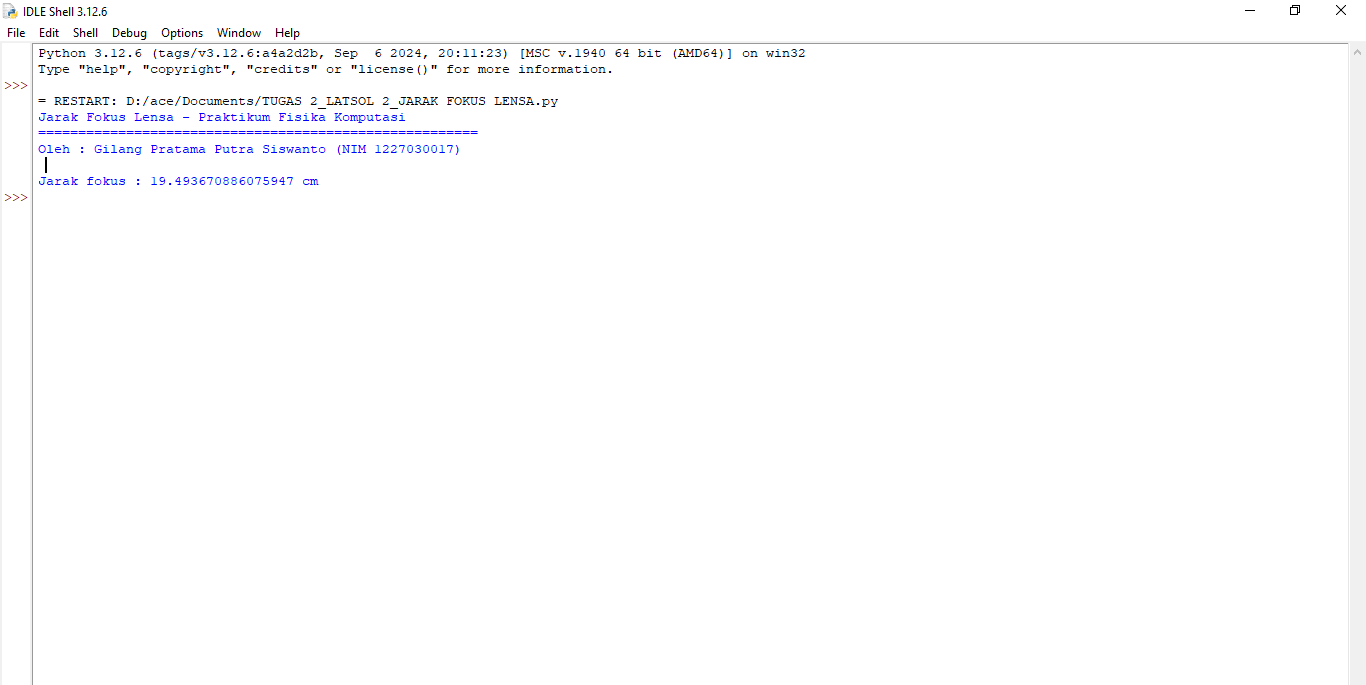 IDLE Shell 3.12.6
File Edit Shell Debug Options Window Help
Python 3.12.6 (tags/v3.12.6:a4a2d2b, Sep  6 2024, 20:11:23) [MSC v.1940 64 bit (AMD64)] on win32
Type "help", "copyright", "credits" or "license()" for more information.
>>>
= RESTART: D:/ace/Documents/TUGAS 2_LATSOL 2_JARAK FOKUS LENSA.py
Jarak Fokus Lensa - Praktikum Fisika Komputasi
=======================================================
Oleh : Gilang Pratama Putra Siswanto (NIM 1227030017)
Jarak fokus : 19.493670886075947 cm
>>>